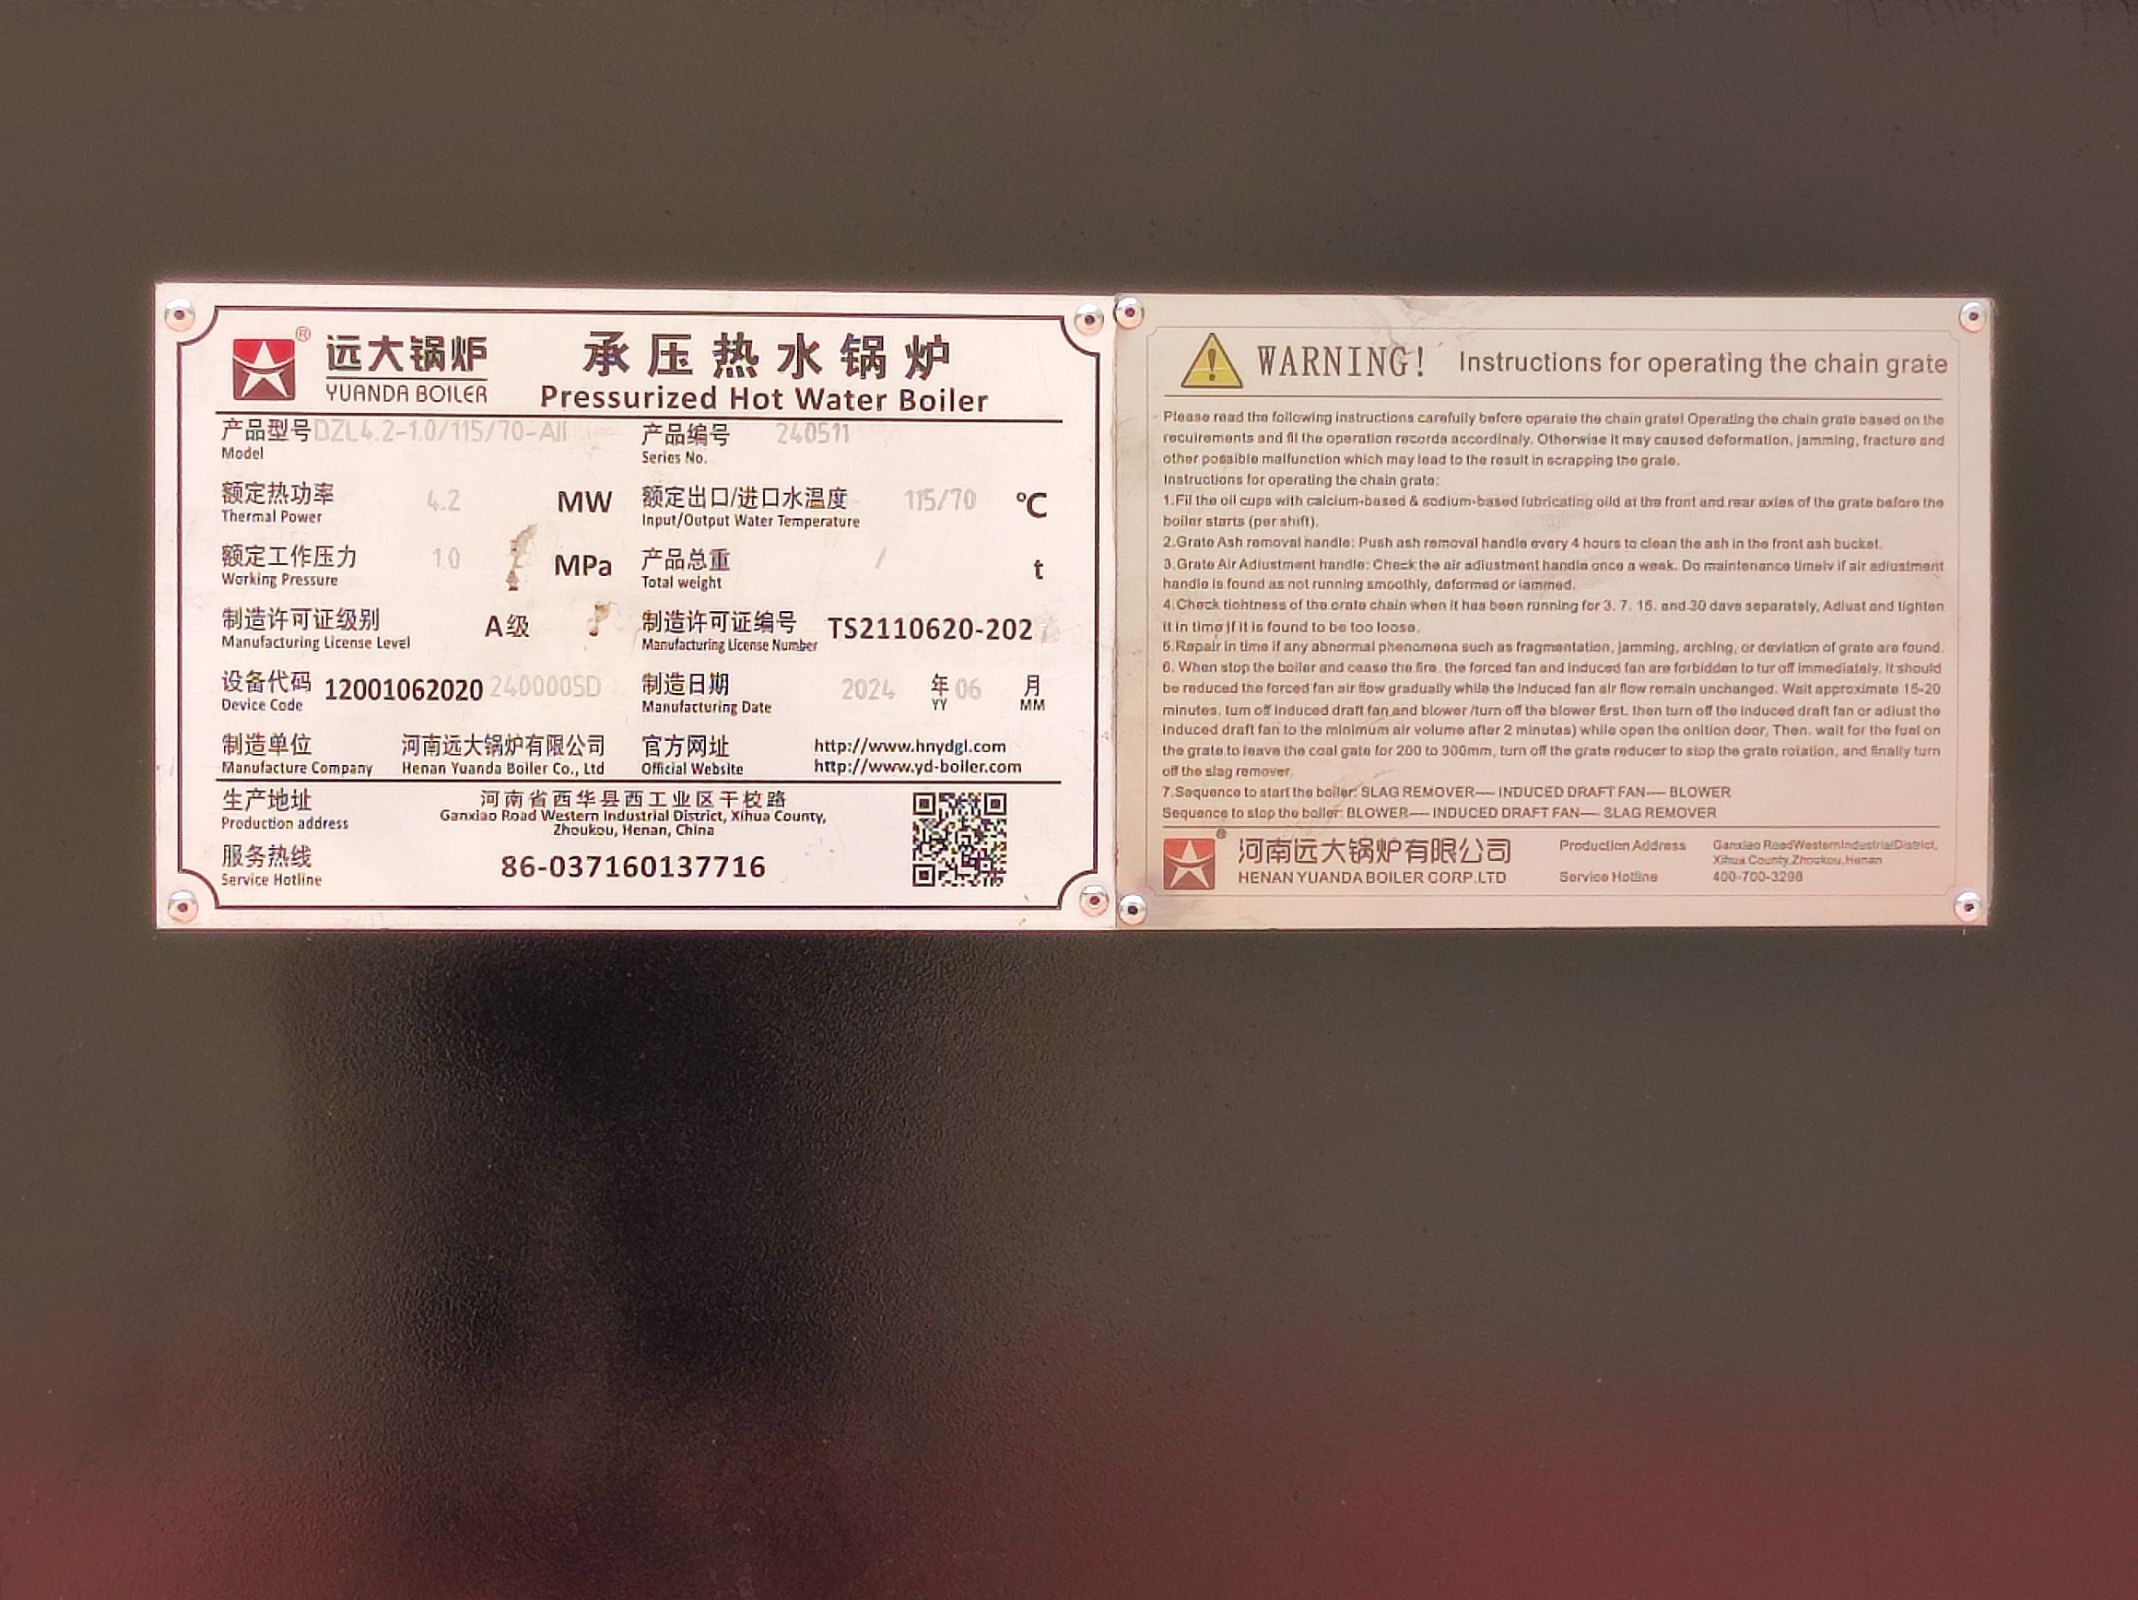 远大锅炉
YUANDA BOILER
承压热水锅炉
Pressurized Hot Water Boiler
产品型号 DZL4.2-1.0/115/70-AII 产品编号 240511
Model Series No.
额定热功率 4.2 MW 额定出口/进口水温度 115/70 ℃
Thermal Power Input/Output Water Temperature
额定工作压力 1.0 MPa 产品总重 / t
Working Pressure Total weight
制造许可证级别 A级 制造许可证编号 TS2110620-202
Manufacturing License Level Manufacturing License Number
设备代码 12001062020 240000SD 制造日期 2024 年 06 月
Device Code Manufacturing Date YY MM
制造单位 河南远大锅炉有限公司 官方网址 http://www.hnydgl.com
Manufacture Company Henan Yuanda Boiler Co., Ltd Official Website http://www.yd-boiler.com
生产地址 河南省西华县西工业区干校路
Production address Ganxiao Road Western Industrial District, Xihua County,
Zhoukou, Henan, China
服务热线 86-037160137716
Service Hotline
WARNING! Instructions for operating the chain grate
Please read the following instructions carefully before operate the chain grate! Operating the chain grate based on the
recuirements and fil the operation records accordinaly. Otherwise it may caused deformation, jamming, fracture and
other possible malfunction which may lead to the result in scrapping the grate.
Instructions for operating the chain grate:
1.Fil the oil cups with calcium-based & sodium-based lubricating oild at the front and rear axles of the grate before the
boiler starts (per shift).
2.Grate Ash removal handle: Push ash removal handle every 4 hours to clean the ash in the front ash bucket.
3.Grate Air Adiustment handle: Check the air adiustment handle once a week. Do maintenance timelv if air adiustment
handle is found as not running smoothly, deformed or iammed.
4.Check tiohtness of the orate chain when it has been running for 3. 7. 15. and 30 davs separately, Adlust and tighten
it in time if it is found to be too loose.
5.Repair in time if any abnormal phenomena such as fragmentation, jamming, arching, or deviation of grate are found.
6. When stop the boiler and cease the fire, the forced fan and induced fan are forbidden to tur off immediately. It should
be reduced the forced fan air flow gradually while the induced fan air flow remain unchanged. Wait approximate 15-20
minutes, tum off induced draft fan and blower /turn off the blower first, then turn off the induced draft fan or adiust the
induced draft fan to the minimum air volume after 2 minutes) while open the onition door, Then. wait for the fuel on
the grate to leave the coal gate for 200 to 300mm, turn off the grate reducer to stop the grate rotation, and finally turn
off the slag remover.
7.Sequence to start the boiler: SLAG REMOVER— INDUCED DRAFT FAN— BLOWER
Sequence to stop the boiler: BLOWER— INDUCED DRAFT FAN— SLAG REMOVER
河南远大锅炉有限公司
HENAN YUANDA BOILER CORP.LTD
Production Address Ganxiao RoadWesternIndustrialDistrict,
Xihua County,Zhoukou,Henan
Service Hotline 400-700-3298